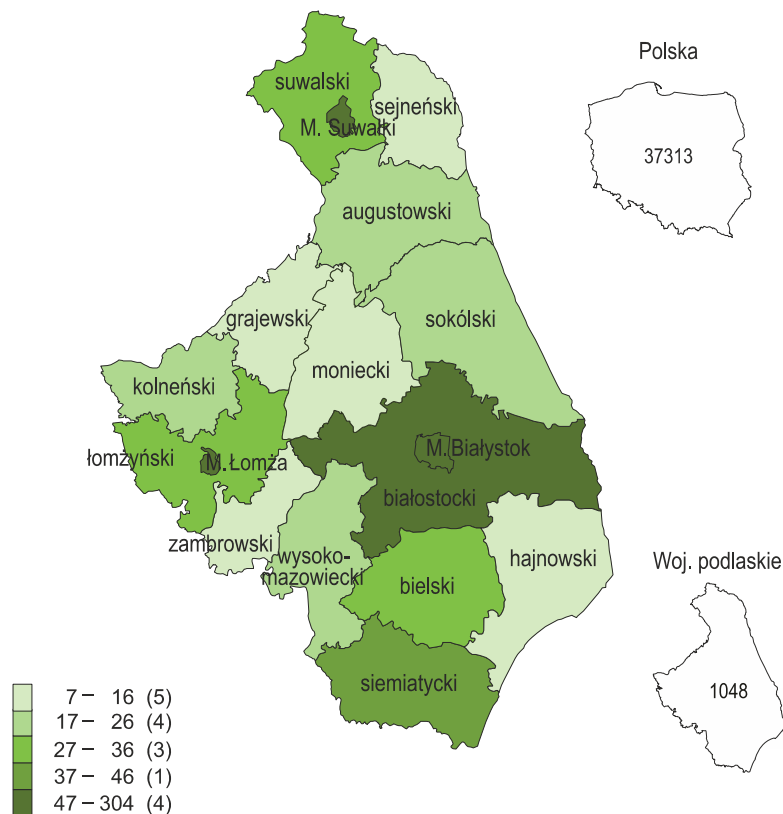 suwalski
sejneński
M. Suwałki
augustowski
grajewski
sokólski
moniecki
kolneński
łomżyński
M. Łomża
M. Białystok
białostocki
zambrowski
wysoko-
mazowiecki
hajnowski
bielski
siemiatycki
Polska
37313
Woj. podlaskie
1048
7 – 16 (5)
17 – 26 (4)
27 – 36 (3)
37 – 46 (1)
47 – 304 (4)